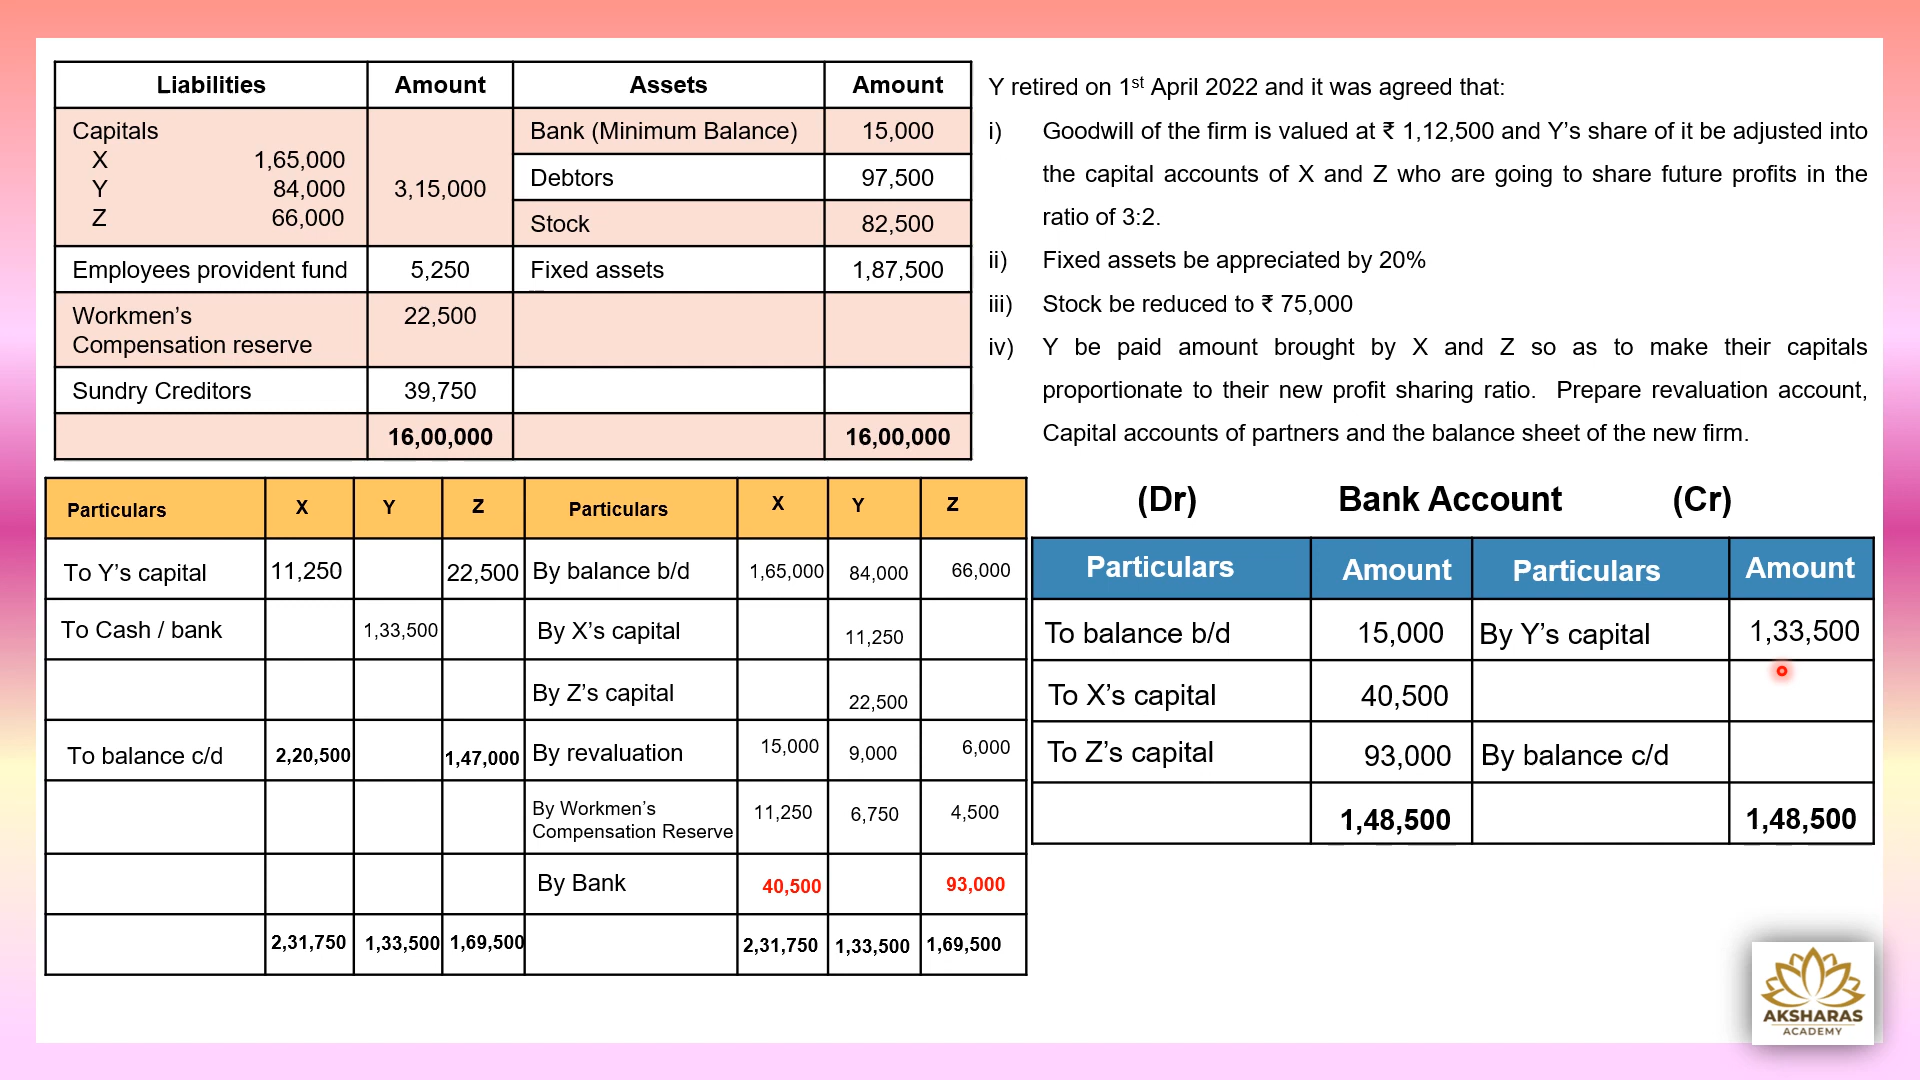 Liabilities Amount Assets Amount
Capitals
X 1,65,000
Y 84,000
Z 66,000
3,15,000
Bank (Minimum Balance) 15,000
Debtors 97,500
Stock 82,500
Employees provident fund 5,250 Fixed assets 1,87,500
Workmen’s
Compensation reserve
22,500
Sundry Creditors 39,750
16,00,000 16,00,000
Y retired on 1st April 2022 and it was agreed that:
i) Goodwill of the firm is valued at ₹ 1,12,500 and Y’s share of it be adjusted into
the capital accounts of X and Z who are going to share future profits in the
ratio of 3:2.
ii) Fixed assets be appreciated by 20%
iii) Stock be reduced to ₹ 75,000
iv) Y be paid amount brought by X and Z so as to make their capitals
proportionate to their new profit sharing ratio. Prepare revaluation account,
Capital accounts of partners and the balance sheet of the new firm.
Particulars X Y Z Particulars X Y Z
To Y’s capital 11,250 22,500 By balance b/d 1,65,000 84,000 66,000
To Cash / bank 1,33,500 By X’s capital 11,250
By Z’s capital 22,500
To balance c/d 2,20,500 1,47,000 By revaluation 15,000 9,000 6,000
By Workmen’s
Compensation Reserve
11,250 6,750 4,500
By Bank 40,500 93,000
2,31,750 1,33,500 1,69,500 2,31,750 1,33,500 1,69,500
(Dr) Bank Account (Cr)
Particulars Amount Particulars Amount
To balance b/d 15,000 By Y’s capital 1,33,500
To X’s capital 40,500
To Z’s capital 93,000 By balance c/d
1,48,500 1,48,500
AKSHARAS
ACADEMY